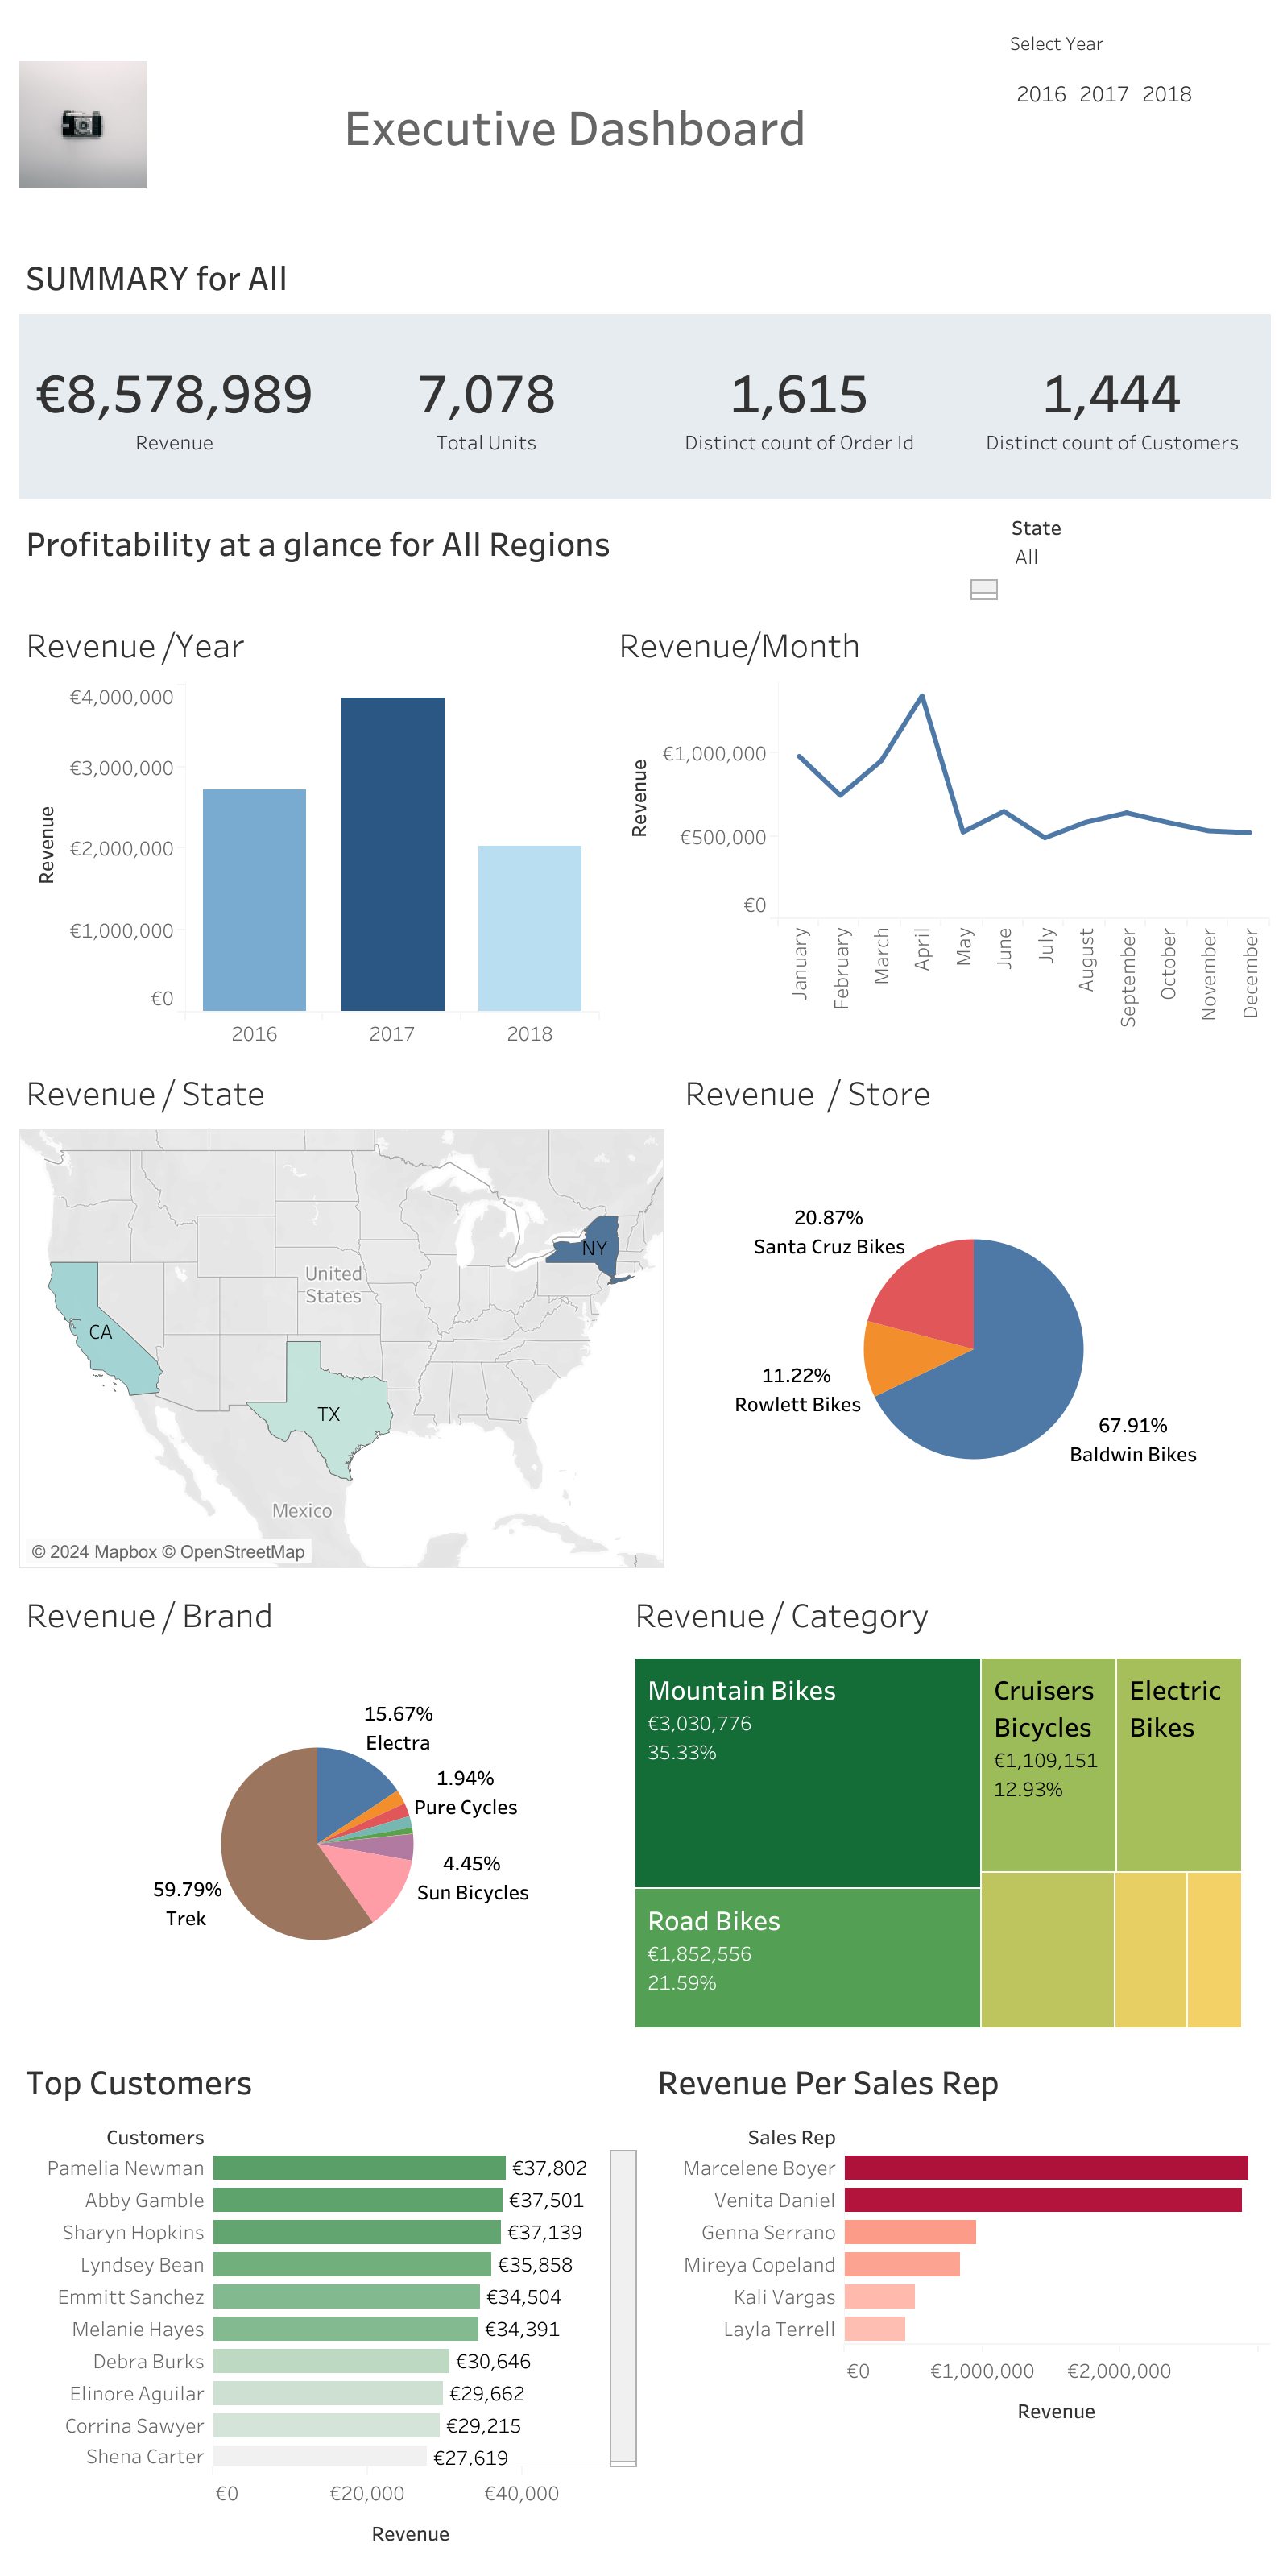 Select Year
2016 2017 2018
Executive Dashboard
SUMMARY for All
€8,578,989
Revenue
7,078
Total Units
1,615
Distinct count of Order Id
1,444
Distinct count of Customers
Profitability at a glance for All Regions
State
All
Revenue /Year
Revenue
€4,000,000
€3,000,000
€2,000,000
€1,000,000
€0
2016
2017
2018
Revenue/Month
Revenue
€1,000,000
€500,000
€0
January
February
March
April
May
June
July
August
September
October
November
December
Revenue / State
United
States
NY
CA
TX
Mexico
© 2024 Mapbox © OpenStreetMap
Revenue / Store
20.87%
Santa Cruz Bikes
11.22%
Rowlett Bikes
67.91%
Baldwin Bikes
Revenue / Brand
15.67%
Electra
1.94%
Pure Cycles
4.45%
Sun Bicycles
59.79%
Trek
Revenue / Category
Mountain Bikes
€3,030,776
35.33%
Road Bikes
€1,852,556
21.59%
Cruisers
Bicycles
€1,109,151
12.93%
Electric
Bikes
Top Customers
Customers
Pamelia Newman €37,802
Abby Gamble €37,501
Sharyn Hopkins €37,139
Lyndsey Bean €35,858
Emmitt Sanchez €34,504
Melanie Hayes €34,391
Debra Burks €30,646
Elinore Aguilar €29,662
Corrina Sawyer €29,215
Shena Carter €27,619
€0 €20,000 €40,000
Revenue
Revenue Per Sales Rep
Sales Rep
Marcelene Boyer
Venita Daniel
Genna Serrano
Mireya Copeland
Kali Vargas
Layla Terrell
€0 €1,000,000 €2,000,000
Revenue